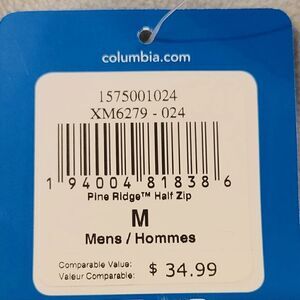 columbia.com
1575001024
XM6279 - 024
1 94004 81838 6
Pine Ridge™ Half Zip
M
Mens / Hommes
Comparable Value:
Valeur Comparable:
$ 34.99